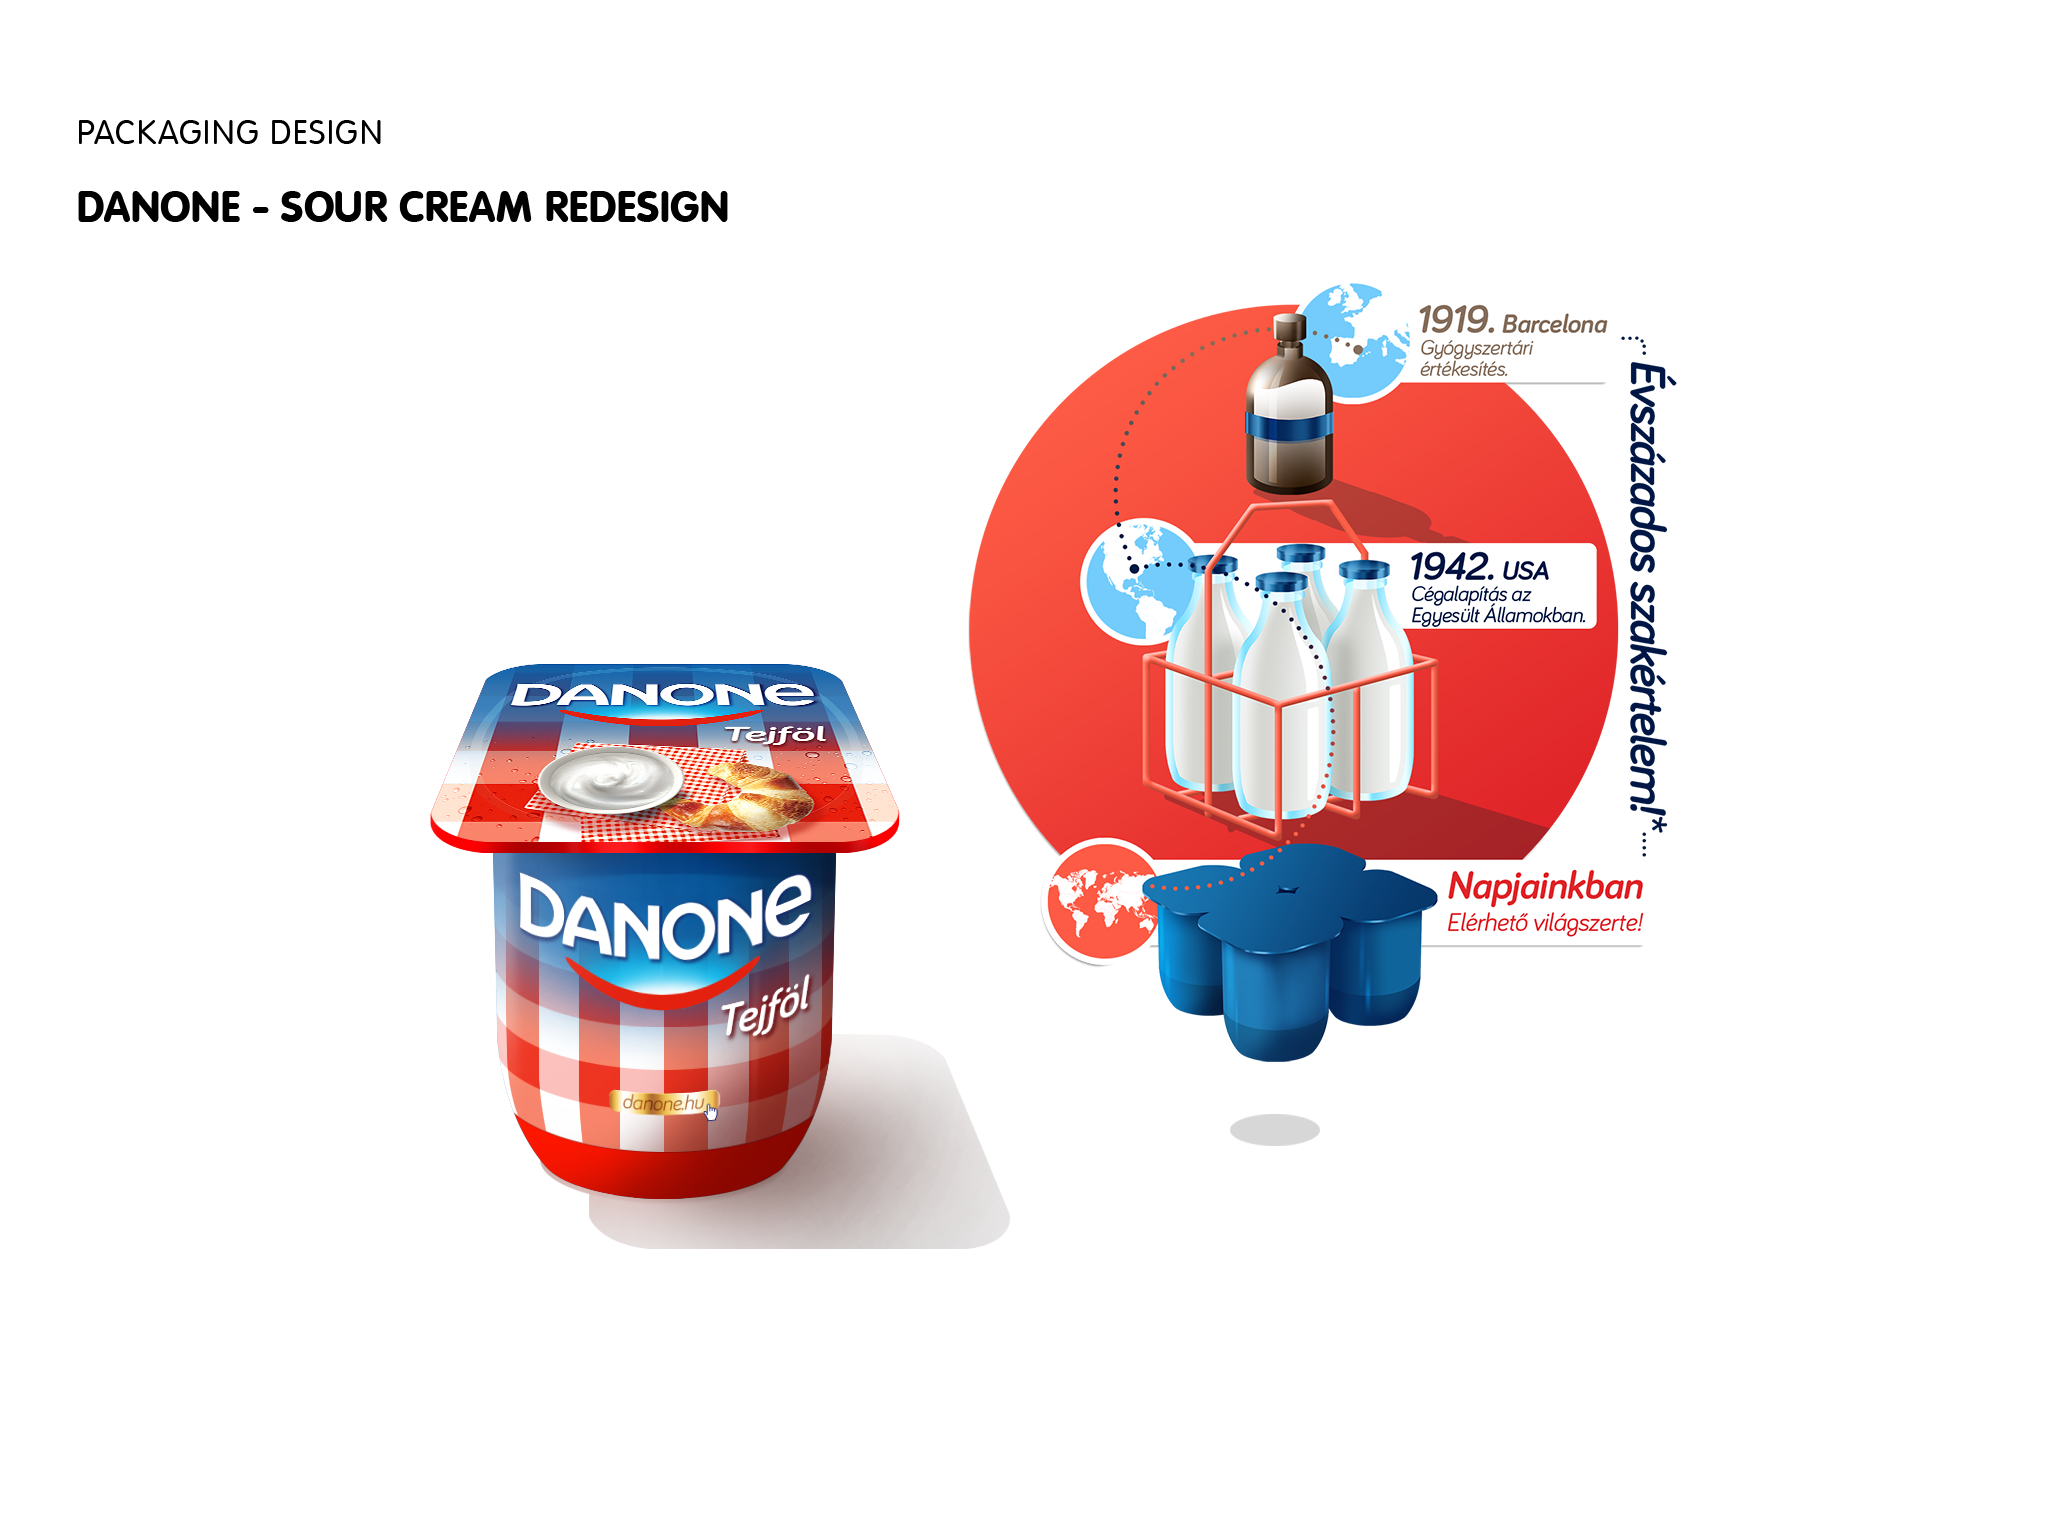 PACKAGING DESIGN
DANONE - SOUR CREAM REDESIGN
1919. Barcelona
Gyógyszertári
értékesítés.
Évszázados szakértelem!*
1942. USA
Cégalapítás az
Egyesült Államokban.
Napjainkban
Elérhető világszerte!
DANONE
Tejföl
DANONE
Tejföl
danone.hu